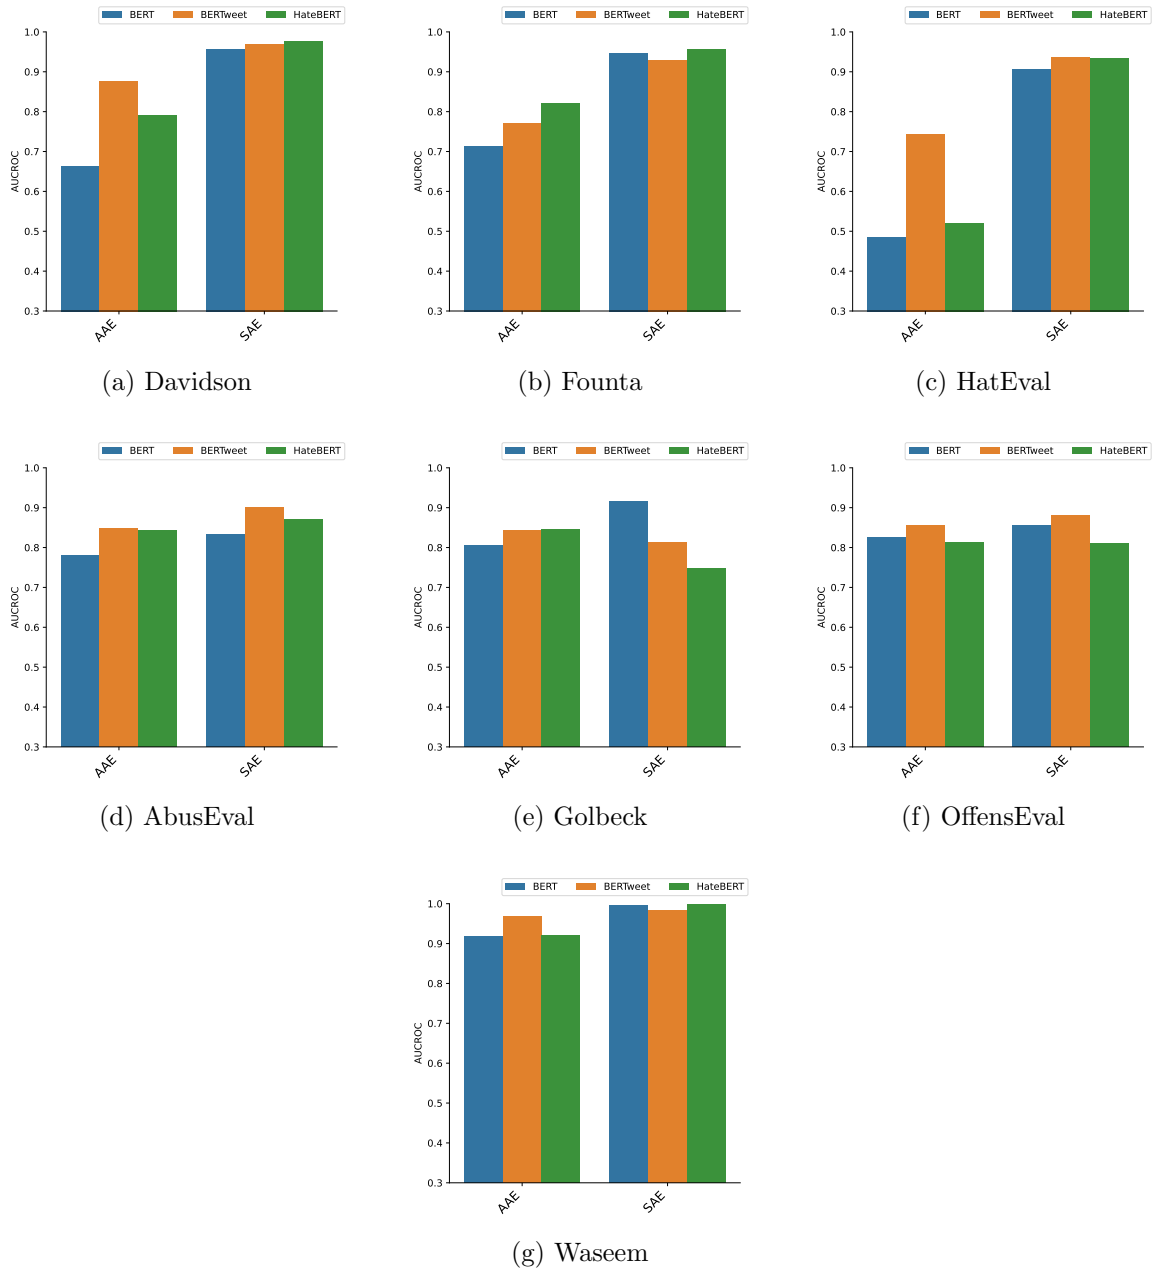 BERT BERTweet HateBERT
1.0
0.9
0.8
0.7
0.6
0.5
0.4
0.3
AUCROC
AAE SAE
(a) Davidson
BERT BERTweet HateBERT
1.0
0.9
0.8
0.7
0.6
0.5
0.4
0.3
AUCROC
AAE SAE
(b) Founta
BERT BERTweet HateBERT
1.0
0.9
0.8
0.7
0.6
0.5
0.4
0.3
AUCROC
AAE SAE
(c) HatEval
BERT BERTweet HateBERT
1.0
0.9
0.8
0.7
0.6
0.5
0.4
0.3
AUCROC
AAE SAE
(d) AbusEval
BERT BERTweet HateBERT
1.0
0.9
0.8
0.7
0.6
0.5
0.4
0.3
AUCROC
AAE SAE
(e) Golbeck
BERT BERTweet HateBERT
1.0
0.9
0.8
0.7
0.6
0.5
0.4
0.3
AUCROC
AAE SAE
(f) OffensEval
BERT BERTweet HateBERT
1.0
0.9
0.8
0.7
0.6
0.5
0.4
0.3
AUCROC
AAE SAE
(g) Waseem